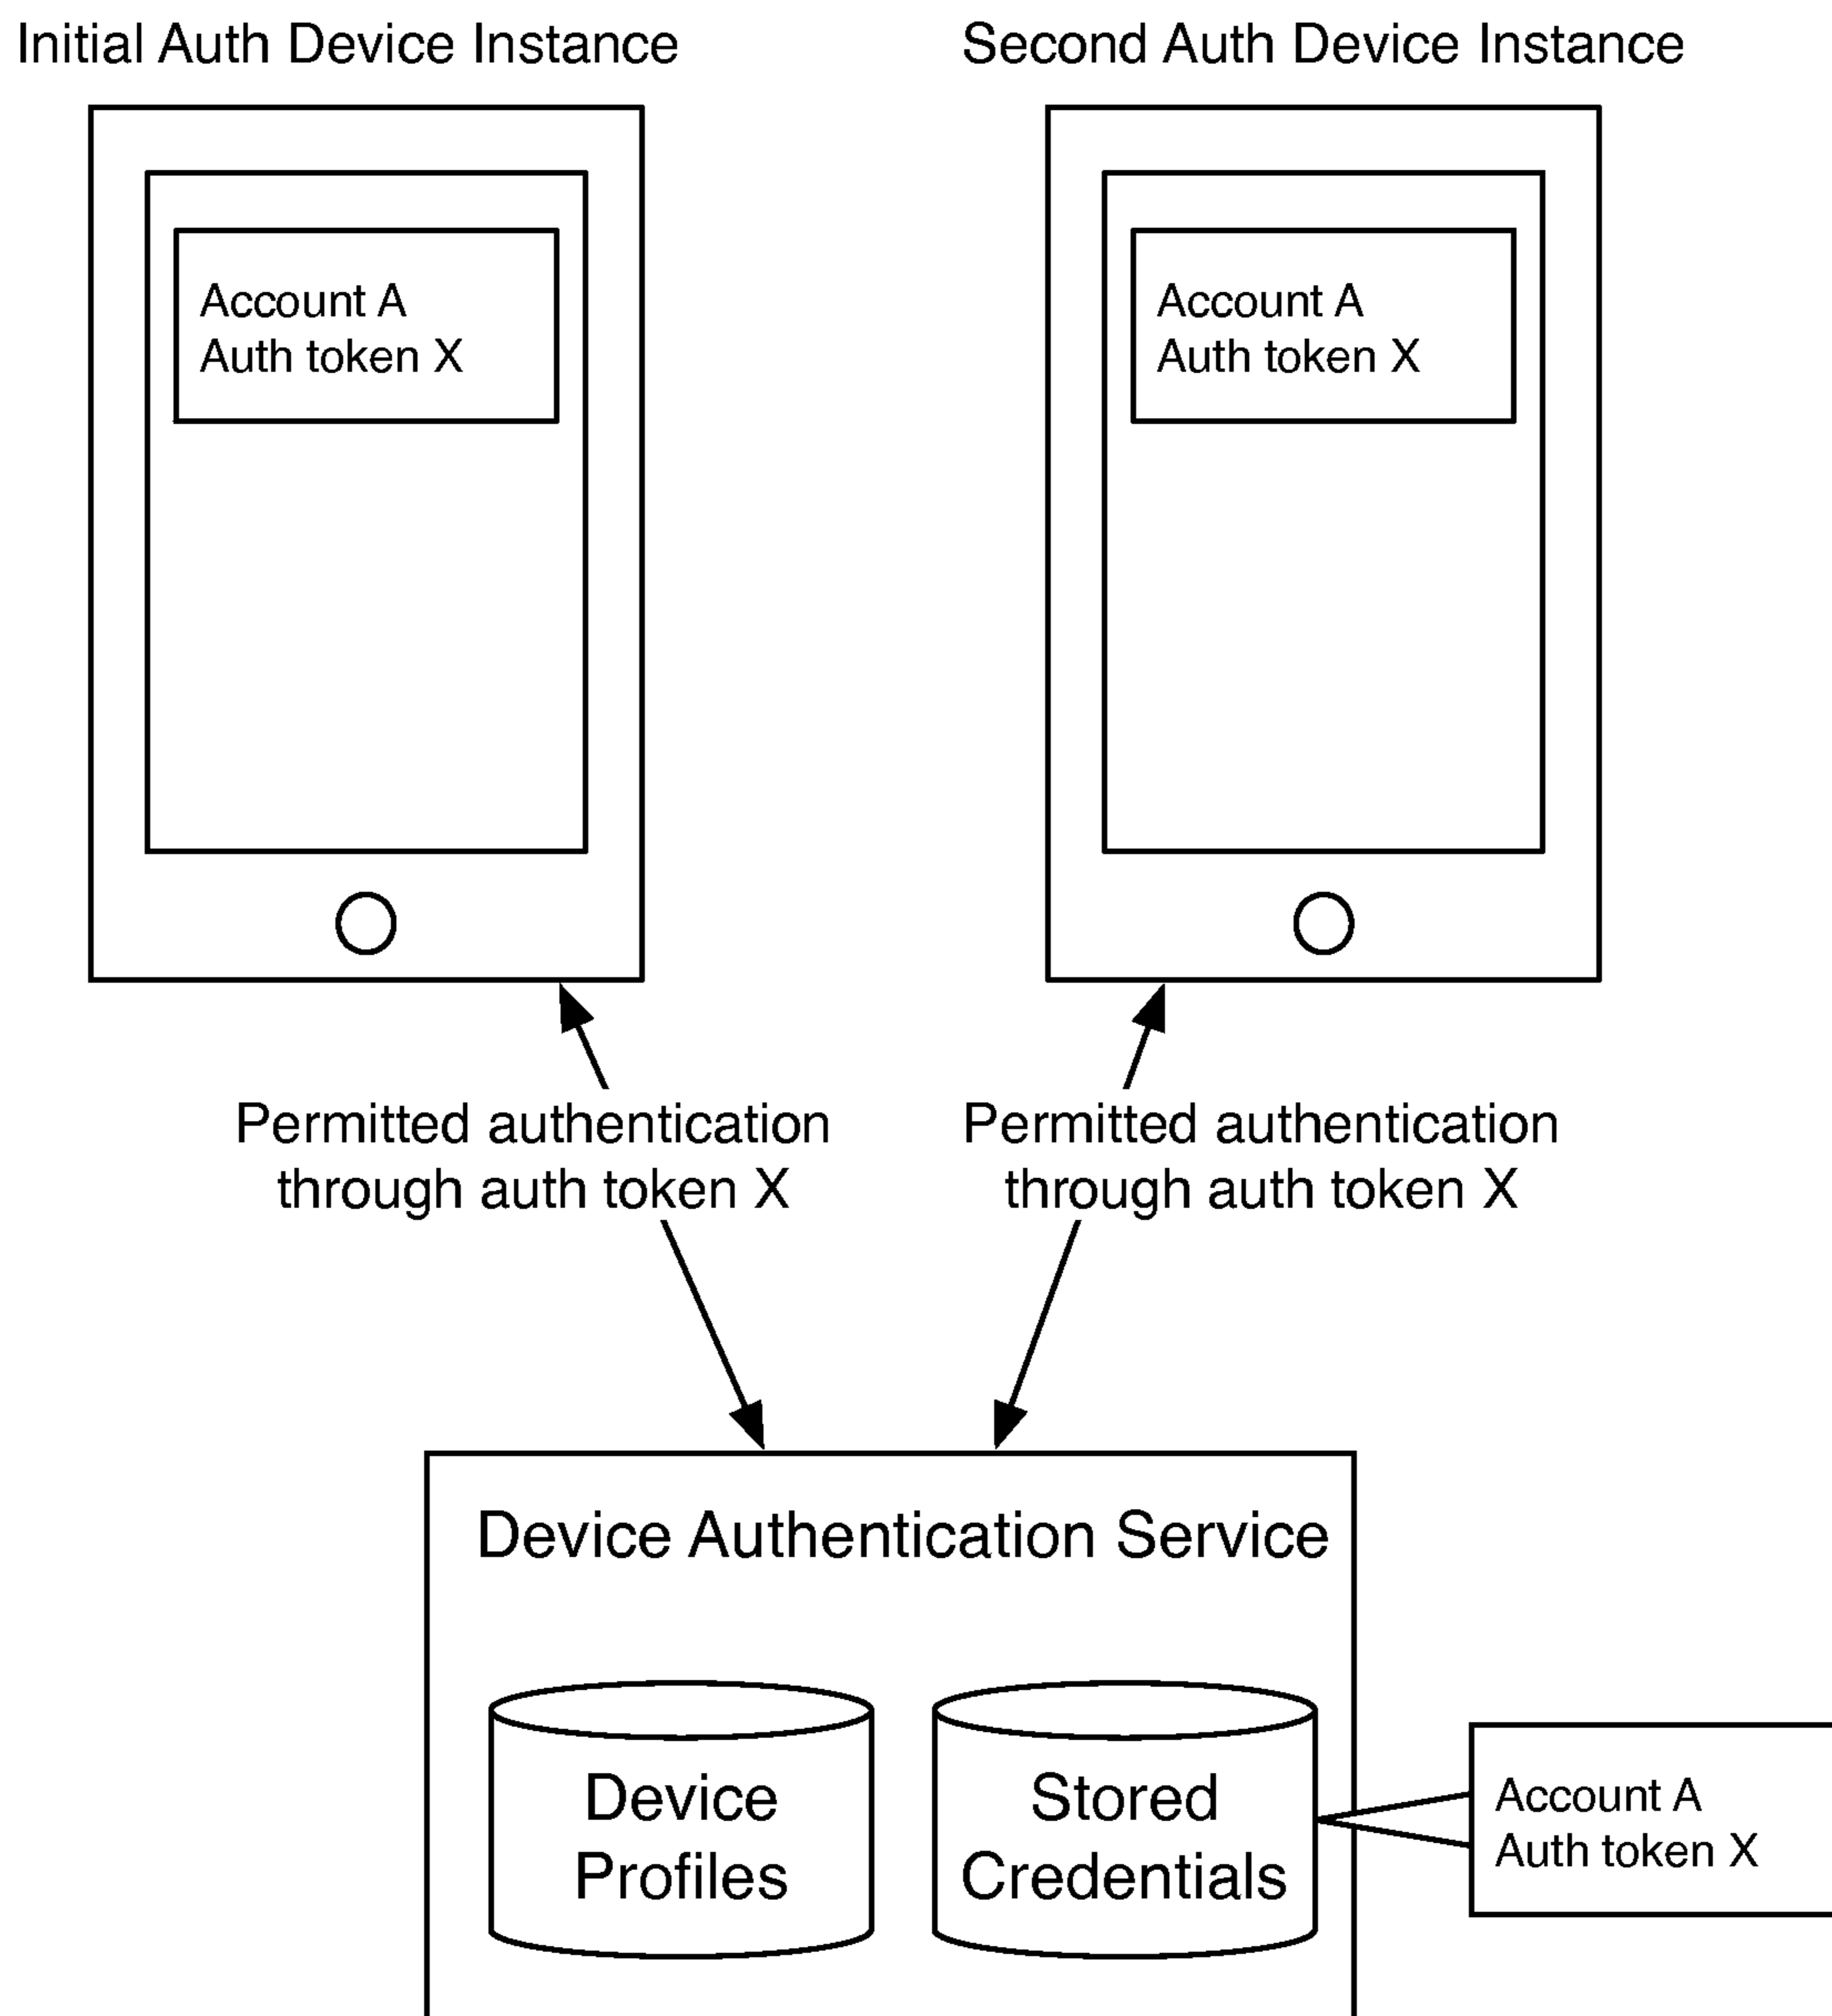 Initial Auth Device Instance
Second Auth Device Instance
Account A
Auth token X
Account A
Auth token X
Permitted authentication
through auth token X
Permitted authentication
through auth token X
Device Authentication Service
Device
Profiles
Stored
Credentials
Account A
Auth token X